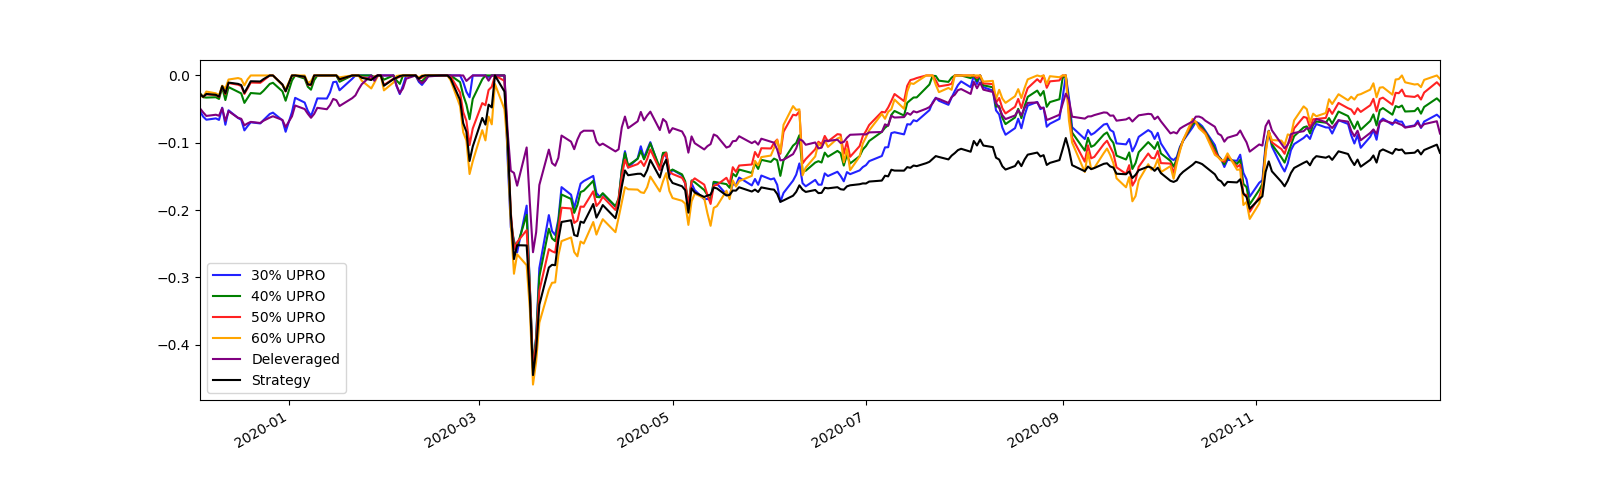 0.0
−0.1
−0.2
−0.3
−0.4
30% UPRO
40% UPRO
50% UPRO
60% UPRO
Deleveraged
Strategy
2020-01
2020-03
2020-05
2020-07
2020-09
2020-11